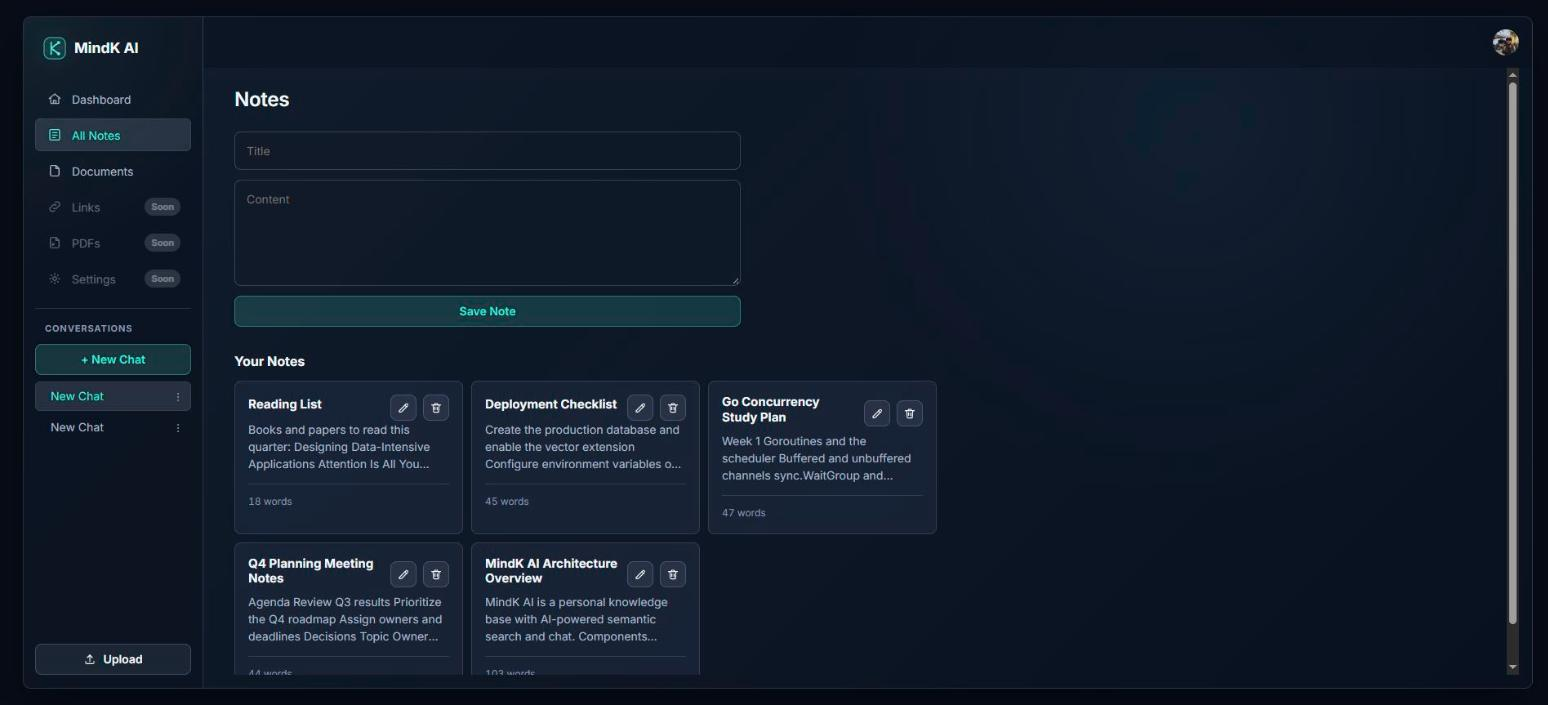 MindK AI
Dashboard
All Notes
Documents
Links Soon
PDFs Soon
Settings Soon
CONVERSATIONS
+ New Chat
New Chat
New Chat
Upload
Notes
Title
Content
Save Note
Your Notes
Reading List
Books and papers to read this
quarter: Designing Data-Intensive
Applications Attention Is All You...
18 words
Deployment Checklist
Create the production database and
enable the vector extension
Configure environment variables o...
45 words
Go Concurrency
Study Plan
Week 1 Goroutines and the
scheduler Buffered and unbuffered
channels sync.WaitGroup and...
47 words
Q4 Planning Meeting
Notes
Agenda Review Q3 results Prioritize
the Q4 roadmap Assign owners and
deadlines Decisions Topic Owner...
44 words
MindK AI Architecture
Overview
MindK AI is a personal knowledge
base with AI-powered semantic
search and chat. Components...
103 words